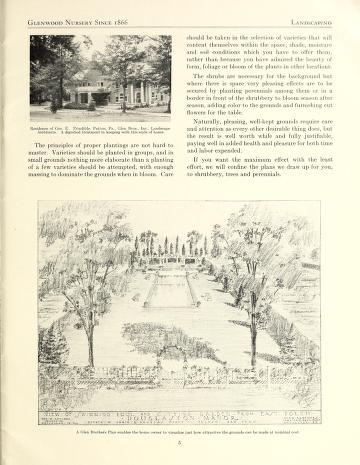 Glenwood Nursery Since 1866
Landscaping
Residence of Geo. E. Prindible, Patton, Pa., Glen Bros., Inc., Landscape
Architects. A dignified treatment in keeping with this style of house
The principles of proper plantings are not hard to
master. Varieties should be planted in groups, and in
small grounds nothing more elaborate than a planting
of a few varieties should be attempted, with enough
massing to dominate the grounds when in bloom. Care
should be taken in the selection of varieties that will
content themselves within the space, shade, moisture
and soil conditions which you have to offer them,
rather than because you have admired the beauty of
form, foliage or bloom of the plants in other locations.
The shrubs are necessary for the background but
where there is space very pleasing effects are to be
secured by planting perennials among them or in a
border in front of the shrubbery to bloom season after
season, adding color to the grounds and furnishing cut
flowers for the table.
Naturally, pleasing, well-kept grounds require care
and attention as every other desirable thing does, but
the result is well worth while and fully justifiable,
paying well in added health and pleasure for both time
and labor expended.
If you want the maximum effect with the least
effort, we will confine the plans we draw up for you,
to shrubbery, trees and perennials.
VIEW OF SWIMMING POOL AND GARDEN FROM EAST PORCH
DOUGLASTON MANOR
A Glen Brothers Plan enables the home owner to visualize just how attractive the grounds can be made at nominal cost
5